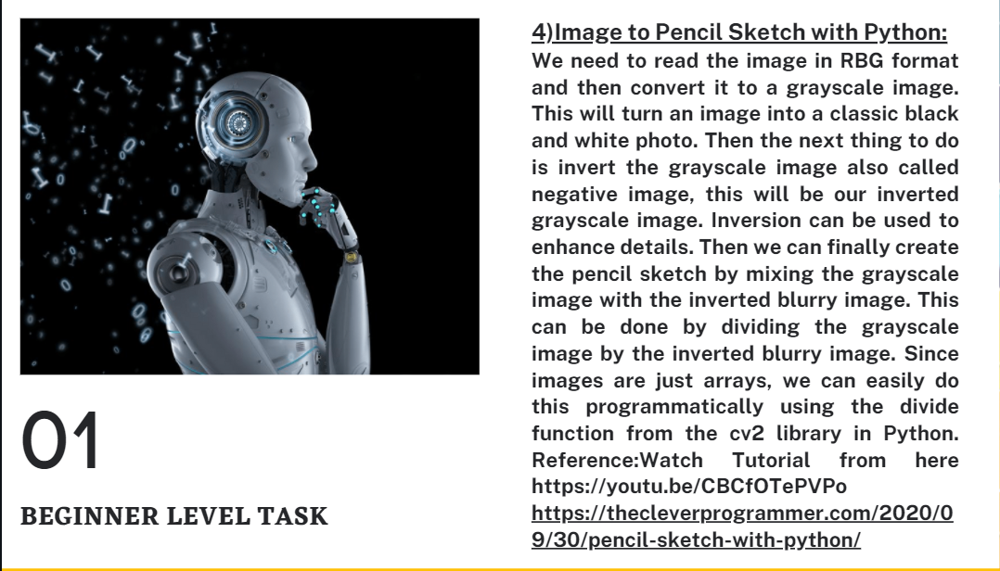 01
BEGINNER LEVEL TASK
4)Image to Pencil Sketch with Python:
We need to read the image in RBG format
and then convert it to a grayscale image.
This will turn an image into a classic black
and white photo. Then the next thing to do
is invert the grayscale image also called
negative image, this will be our inverted
grayscale image. Inversion can be used to
enhance details. Then we can finally create
the pencil sketch by mixing the grayscale
image with the inverted blurry image. This
can be done by dividing the grayscale
image by the inverted blurry image. Since
images are just arrays, we can easily do
this programmatically using the divide
function from the cv2 library in Python.
Reference:Watch Tutorial from here
https://youtu.be/CBCfOTePVPo
https://thecleverprogrammer.com/2020/0
9/30/pencil-sketch-with-python/